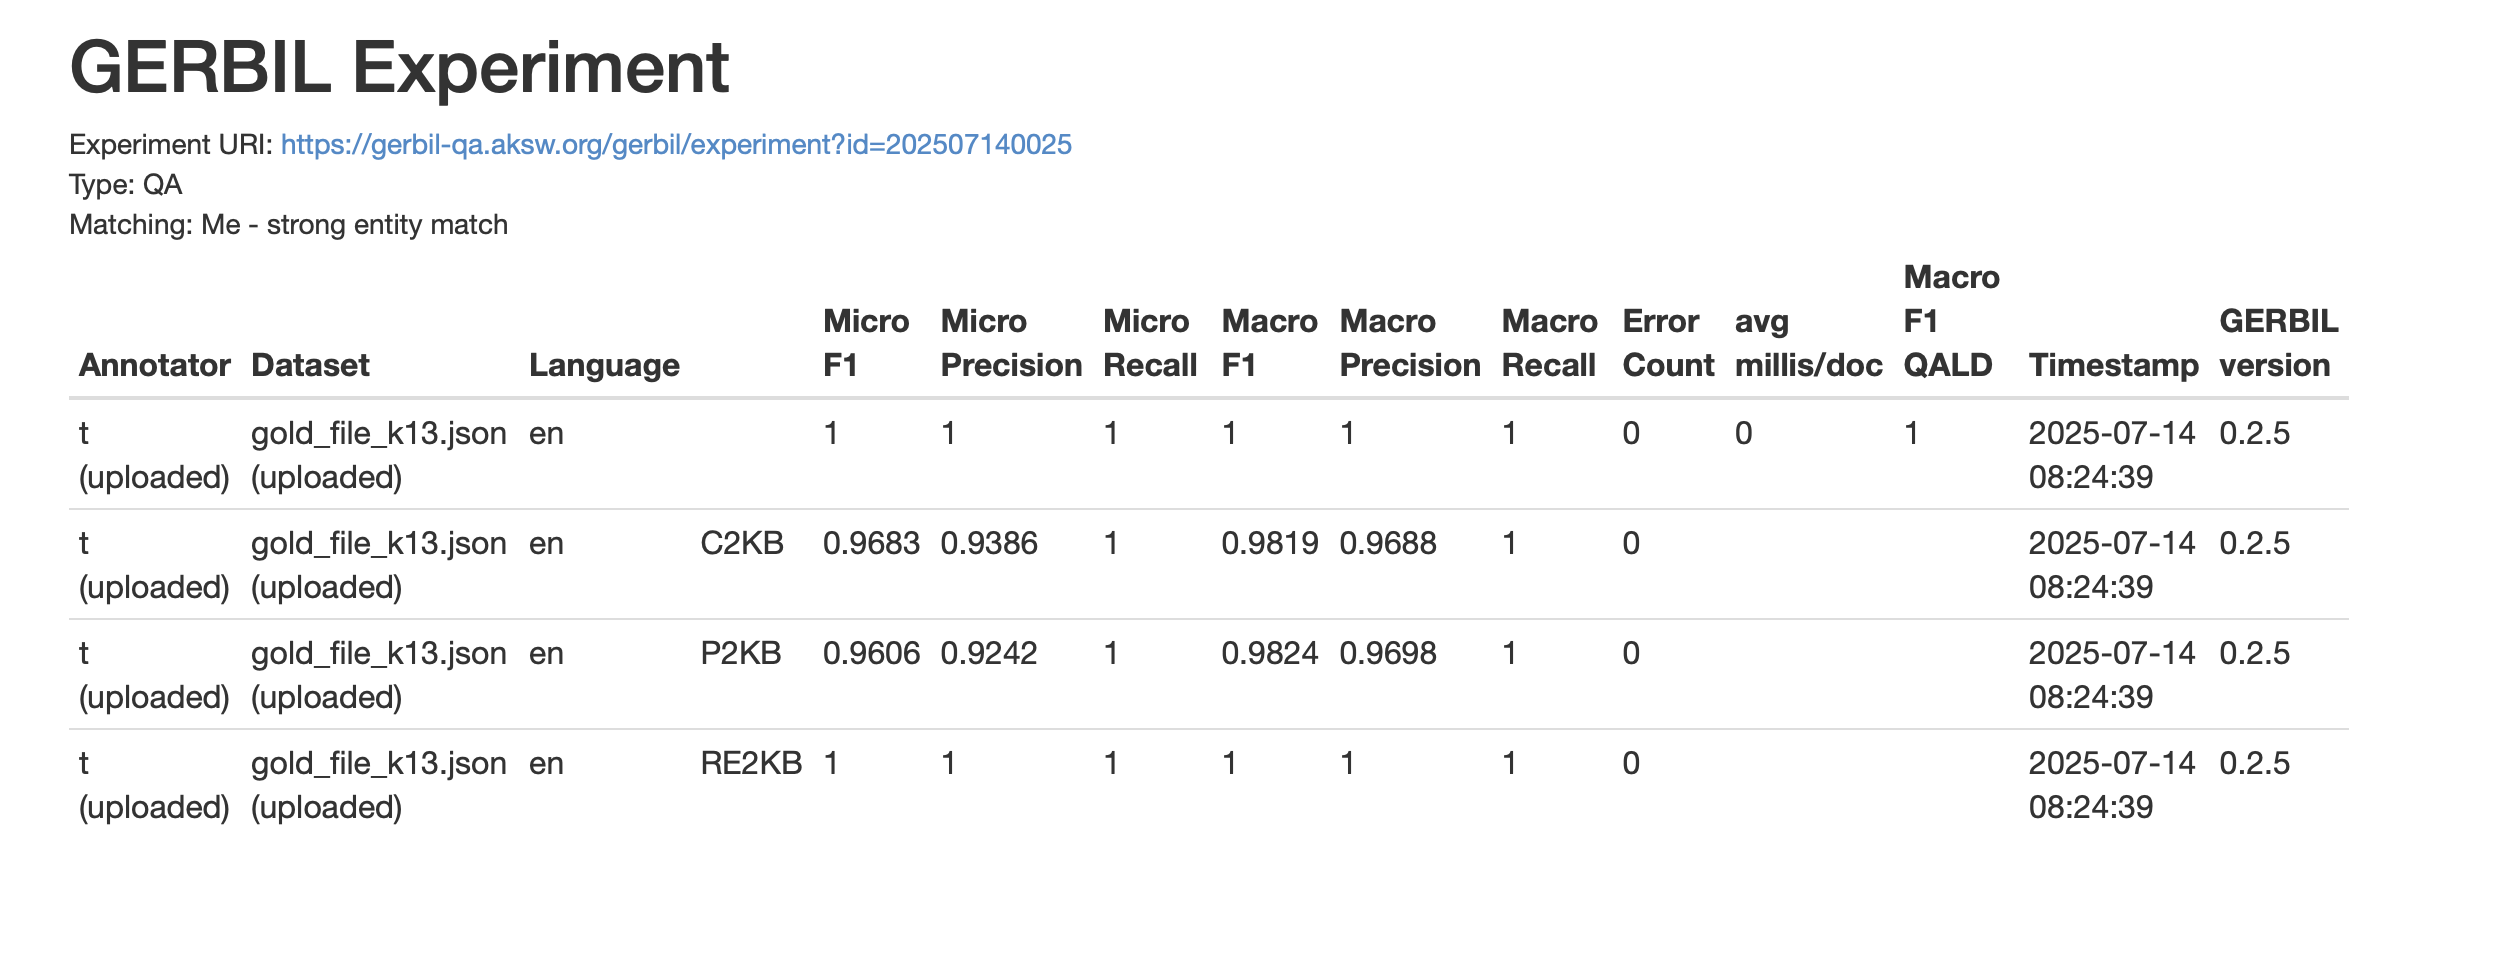 GERBIL Experiment
Experiment URI: https://gerbil-qa.aksw.org/gerbil/experiment?id=202507140025
Type: QA
Matching: Me - strong entity match
Annotator Dataset Language Micro F1 Micro Precision Micro Recall Macro F1 Macro Precision Macro Recall Error Count avg millis/doc Macro F1 QALD Timestamp GERBIL version
t (uploaded) gold_file_k13.json (uploaded) en 1 1 1 1 1 1 0 0 1 2025-07-14 08:24:39 0.2.5
t (uploaded) gold_file_k13.json (uploaded) en C2KB 0.9683 0.9386 1 0.9819 0.9688 1 0 2025-07-14 08:24:39 0.2.5
t (uploaded) gold_file_k13.json (uploaded) en P2KB 0.9606 0.9242 1 0.9824 0.9698 1 0 2025-07-14 08:24:39 0.2.5
t (uploaded) gold_file_k13.json (uploaded) en RE2KB 1 1 1 1 1 1 0 2025-07-14 08:24:39 0.2.5